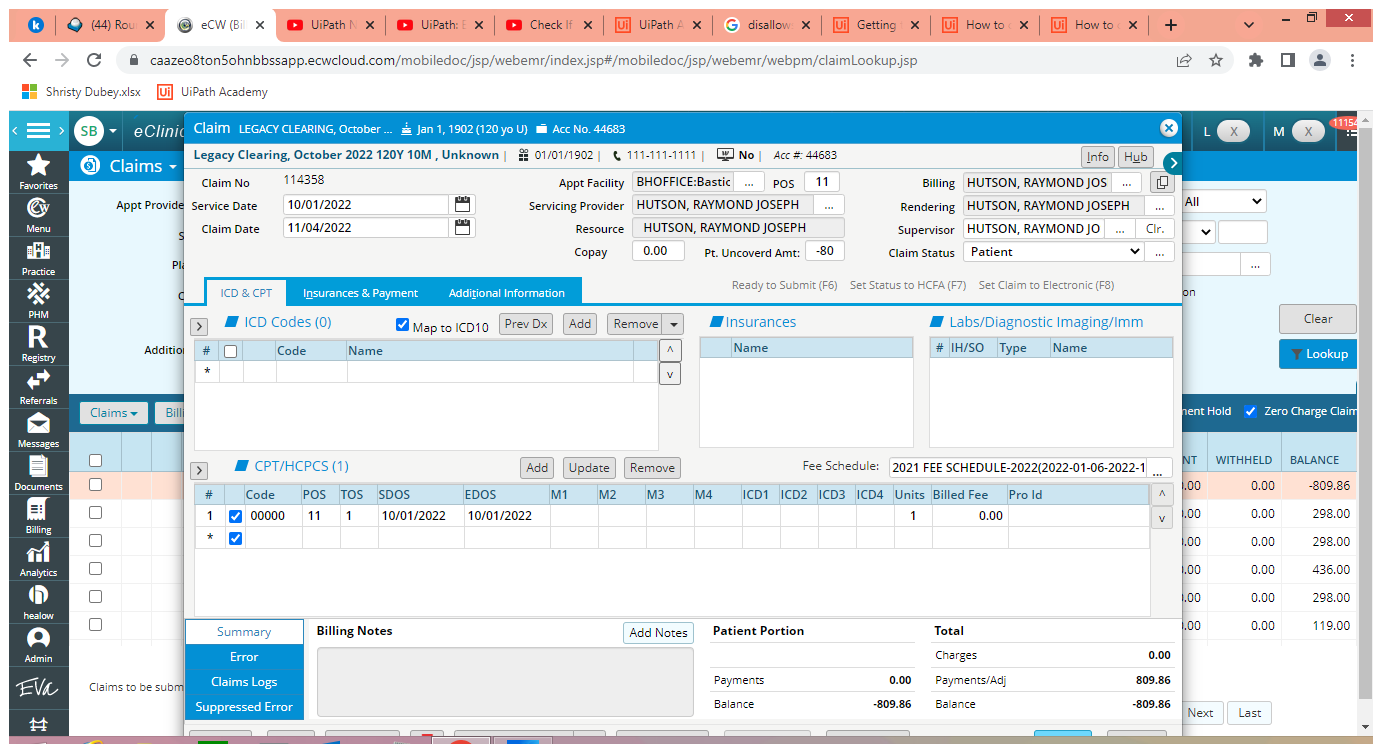 (44) Rou
eCW (Bi
UiPath N
UiPath: E
Check If
UiPath A
disallow
Getting
How to
How to
caazeo8ton5ohnbbssapp.ecwcloud.com/mobiledoc/jsp/webemr/index.jsp#/mobiledoc/jsp/webemr/webpm/claimLookup.jsp
Shristy Dubey.xlsx UiPath Academy
SB eClinic
Claim LEGACY CLEARING, October ... Jan 1, 1902 (120 yo U) Acc No. 44683
L X M X 11154
Legacy Clearing, October 2022 120Y 10M , Unknown | 01/01/1902 | 111-111-1111 | No | Acc #: 44683 Info Hub
Claims
Claim No 114358 Appt Facility BHOFFICE:Bastic ... POS 11 Billing HUTSON, RAYMOND JOS ...
Service Date 10/01/2022 Servicing Provider HUTSON, RAYMOND JOSEPH ... Rendering HUTSON, RAYMOND JOSEPH ...
Claim Date 11/04/2022 Resource HUTSON, RAYMOND JOSEPH Supervisor HUTSON, RAYMOND JO ... Clr.
Copay 0.00 Pt. Uncoverd Amt: -80 Claim Status Patient ...
Appt Provide
All
...
on
Clear
Lookup
Additio
ICD & CPT Insurances & Payment Additional Information Ready to Submit (F6) Set Status to HCFA (F7) Set Claim to Electronic (F8)
ICD Codes (0) Map to ICD10 Prev Dx Add Remove Insurances Labs/Diagnostic Imaging/Imm
# Code Name ^ Name # IH/SO Type Name
* v
Claims Bill
ment Hold Zero Charge Claim
CPT/HCPCS (1) Add Update Remove Fee Schedule: 2021 FEE SCHEDULE-2022(2022-01-06-2022-1 ...
# Code POS TOS SDOS EDOS M1 M2 M3 M4 ICD1 ICD2 ICD3 ICD4 Units Billed Fee Pro Id ^
1 00000 11 1 10/01/2022 10/01/2022 1 0.00 v
*
NT WITHHELD BALANCE
.00 0.00 -809.86
.00 0.00 298.00
.00 0.00 298.00
.00 0.00 436.00
.00 0.00 298.00
.00 0.00 119.00
Summary
Error
Claims Logs
Suppressed Error
Billing Notes Add Notes
Patient Portion
Payments 0.00
Balance -809.86
Total
Charges 0.00
Payments/Adj 809.86
Balance -809.86
Claims to be subm
Next Last
Favorites
Menu
Practice
PHM
Registry
Referrals
Messages
Documents
Billing
Analytics
healow
Admin
EVA